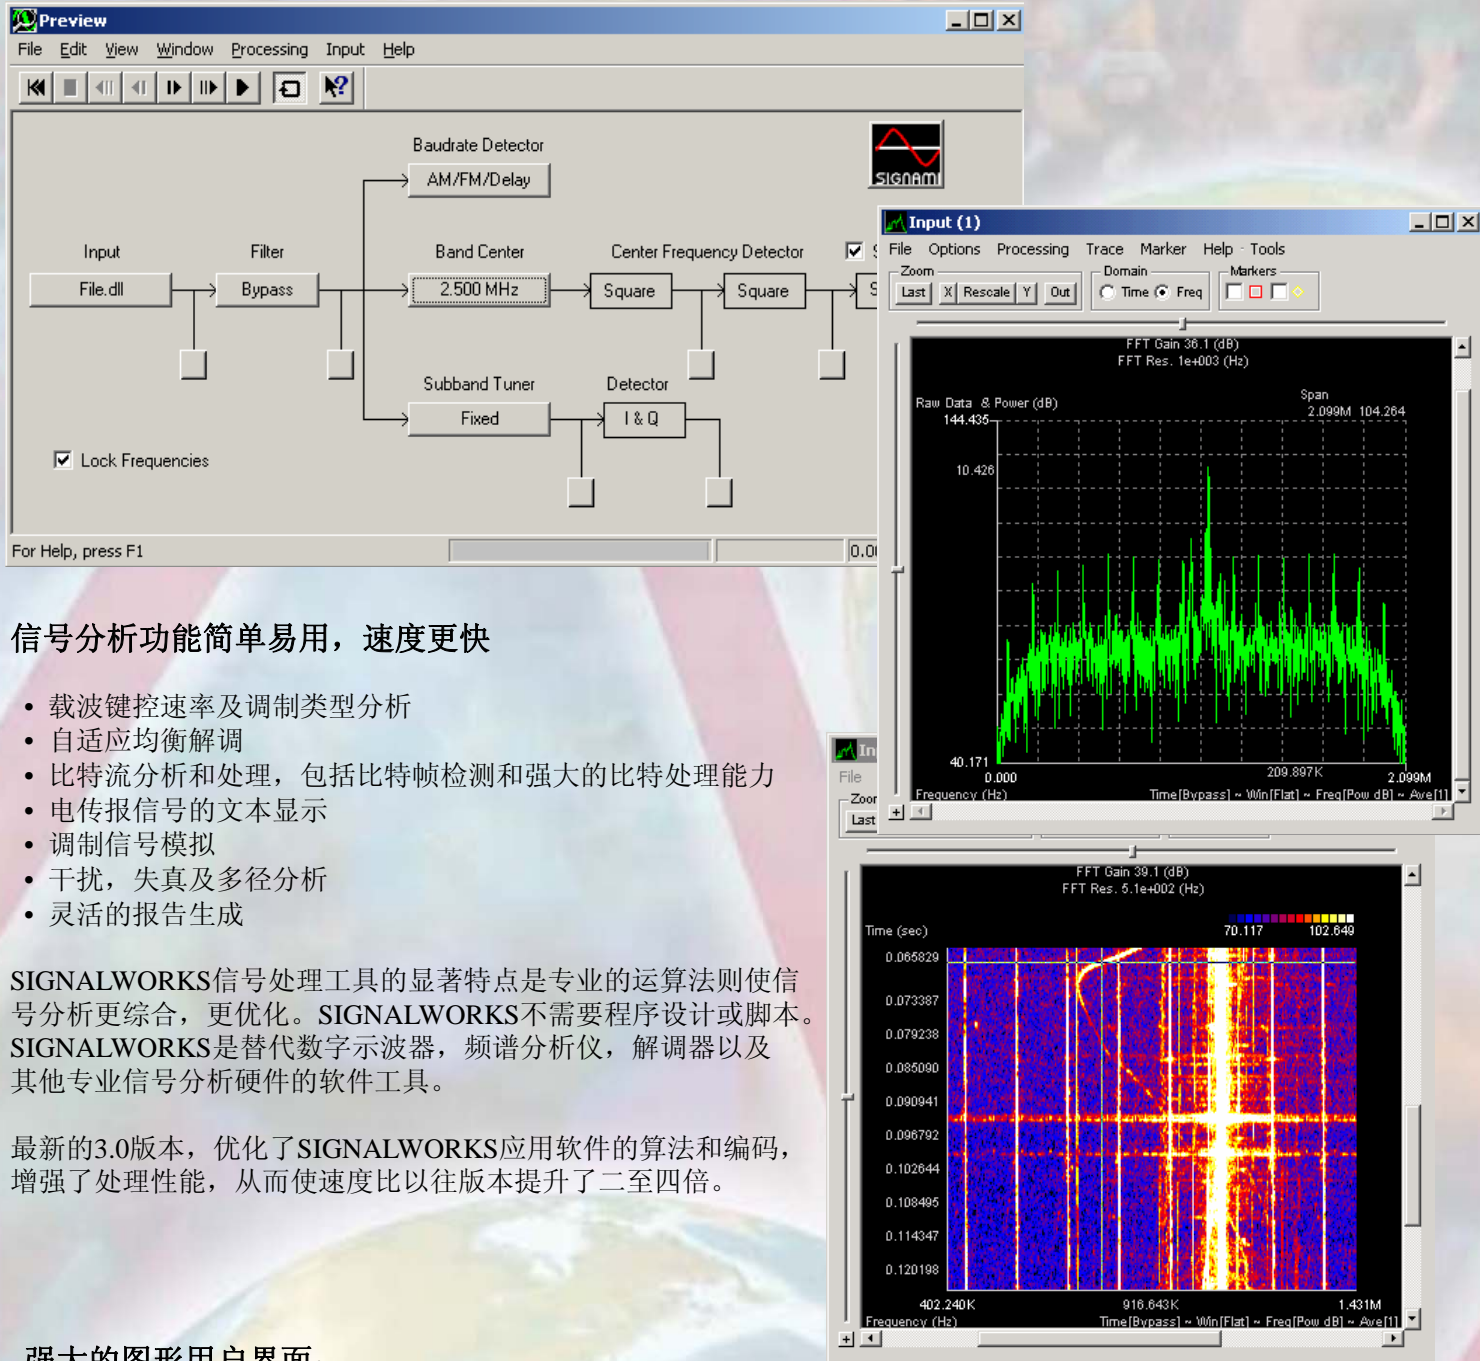 Preview
File Edit View Window Processing Input Help
Baudrate Detector
AM/FM/Delay
SIGNAMI
Input Filter Band Center Center Frequency Detector
File.dll Bypass 2.500 MHz Square Square
Subband Tuner Detector
Fixed I & Q
Lock Frequencies
For Help, press F1
Input (1)
File Options Processing Trace Marker Help Tools
Zoom Domain Markers
Last X Rescale Y Out Time Freq
FFT Gain 36.1 (dB)
FFT Res. 1e+003 (Hz)
Span
Raw Data & Power (dB) 2.099M 104.264
144.435
10.426
40.171
0.000 209.897K 2.099M
Frequency (Hz) Time[Bypass] ~ Win[Flat] ~ Freq[Pow dB] ~ Ave[1]
信号分析功能简单易用，速度更快
• 载波键控速率及调制类型分析
• 自适应均衡解调
• 比特流分析和处理，包括比特帧检测和强大的比特处理能力
• 电传报信号的文本显示
• 调制信号模拟
• 干扰，失真及多径分析
• 灵活的报告生成
SIGNALWORKS信号处理工具的显著特点是专业的运算法则使信
号分析更综合，更优化。SIGNALWORKS不需要程序设计或脚本。
SIGNALWORKS是替代数字示波器，频谱分析仪，解调器以及
其他专业信号分析硬件的软件工具。
最新的3.0版本，优化了SIGNALWORKS应用软件的算法和编码，
增强了处理性能，从而使速度比以往版本提升了二至四倍。
File
Last
FFT Gain 39.1 (dB)
FFT Res. 5.1e+002 (Hz)
Time (sec) 70.117 102.649
0.065829
0.073387
0.079238
0.085090
0.090941
0.096792
0.102644
0.108495
0.114347
0.120198
402.240K 916.643K 1.431M
Frequency (Hz) Time[Bypass] ~ Win[Flat] ~ Freq[Pow dB] ~ Ave[1]
强大的图形用户界面